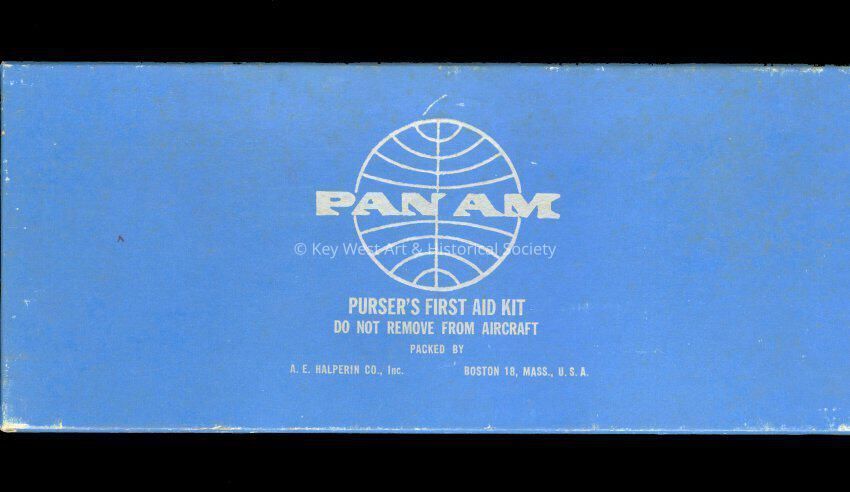 PAN AM
© Key West Art & Historical Society
PURSER'S FIRST AID KIT
DO NOT REMOVE FROM AIRCRAFT
PACKED BY
A. E. HALPERIN CO., Inc. BOSTON 18, MASS., U. S. A.